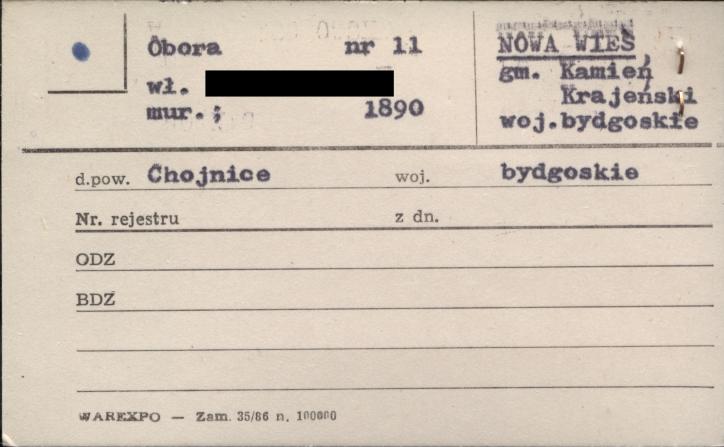 Obora nr 11
wł.
mur.; 1890
NOWA WIEŚ
gm. Kamień
Krajeński
woj.bydgoskie
d.pow. Chojnice woj. bydgoskie
Nr. rejestru z dn.
ODZ
BDZ
WAREXPO — Zam. 35/86 n. 100000